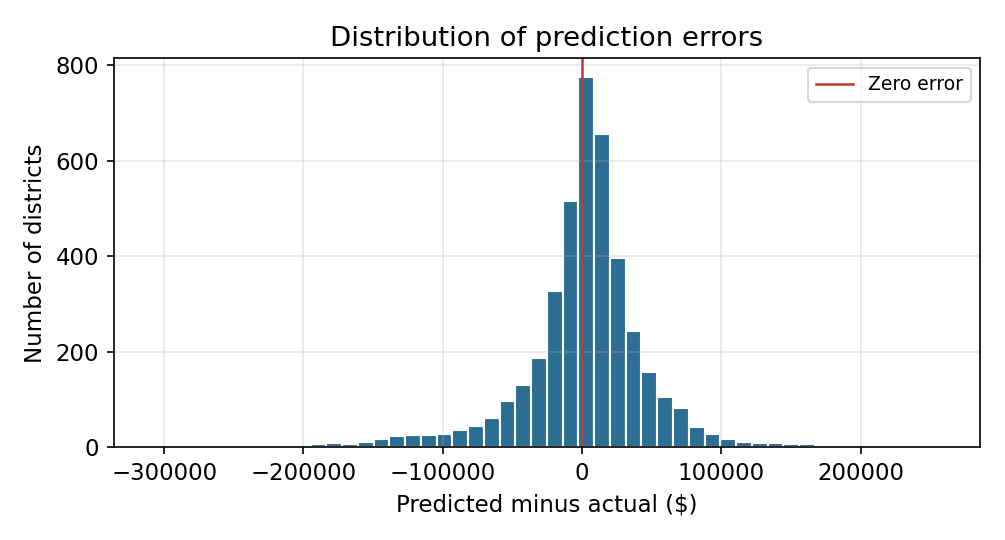 Distribution of prediction errors
Zero error
Number of districts
800
600
400
200
0
−300000
−200000
−100000
0
100000
200000
Predicted minus actual ($)